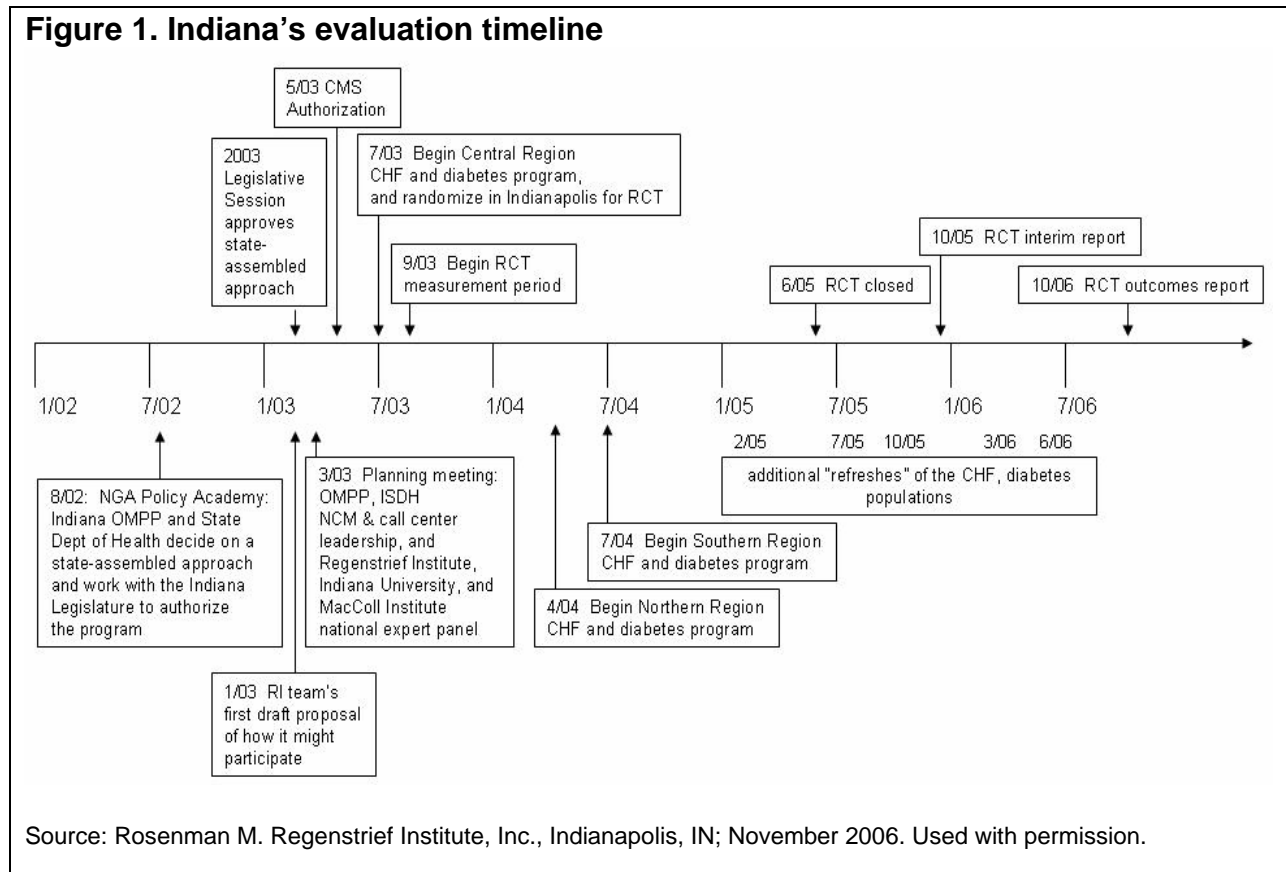 Figure 1. Indiana’s evaluation timeline
5/03 CMS
Authorization
2003
Legislative
Session
approves
state-
assembled
approach
7/03 Begin Central Region
CHF and diabetes program,
and randomize in Indianapolis for RCT
9/03 Begin RCT
measurement period
10/05 RCT interim report
6/05 RCT closed
10/06 RCT outcomes report
1/02
7/02
1/03
7/03
1/04
7/04
1/05
7/05
1/06
7/06
2/05
7/05
10/05
3/06
6/06
additional "refreshes" of the CHF, diabetes
populations
8/02: NGA Policy Academy:
Indiana OMPP and State
Dept of Health decide on a
state-assembled approach
and work with the Indiana
Legislature to authorize
the program
3/03 Planning meeting:
OMPP, ISDH
NCM & call center
leadership, and
Regenstrief Institute,
Indiana University, and
MacColl Institute
national expert panel
7/04 Begin Southern Region
CHF and diabetes program
4/04 Begin Northern Region
CHF and diabetes program
1/03 RI team's
first draft proposal
of how it might
participate
Source: Rosenman M. Regenstrief Institute, Inc., Indianapolis, IN; November 2006. Used with permission.